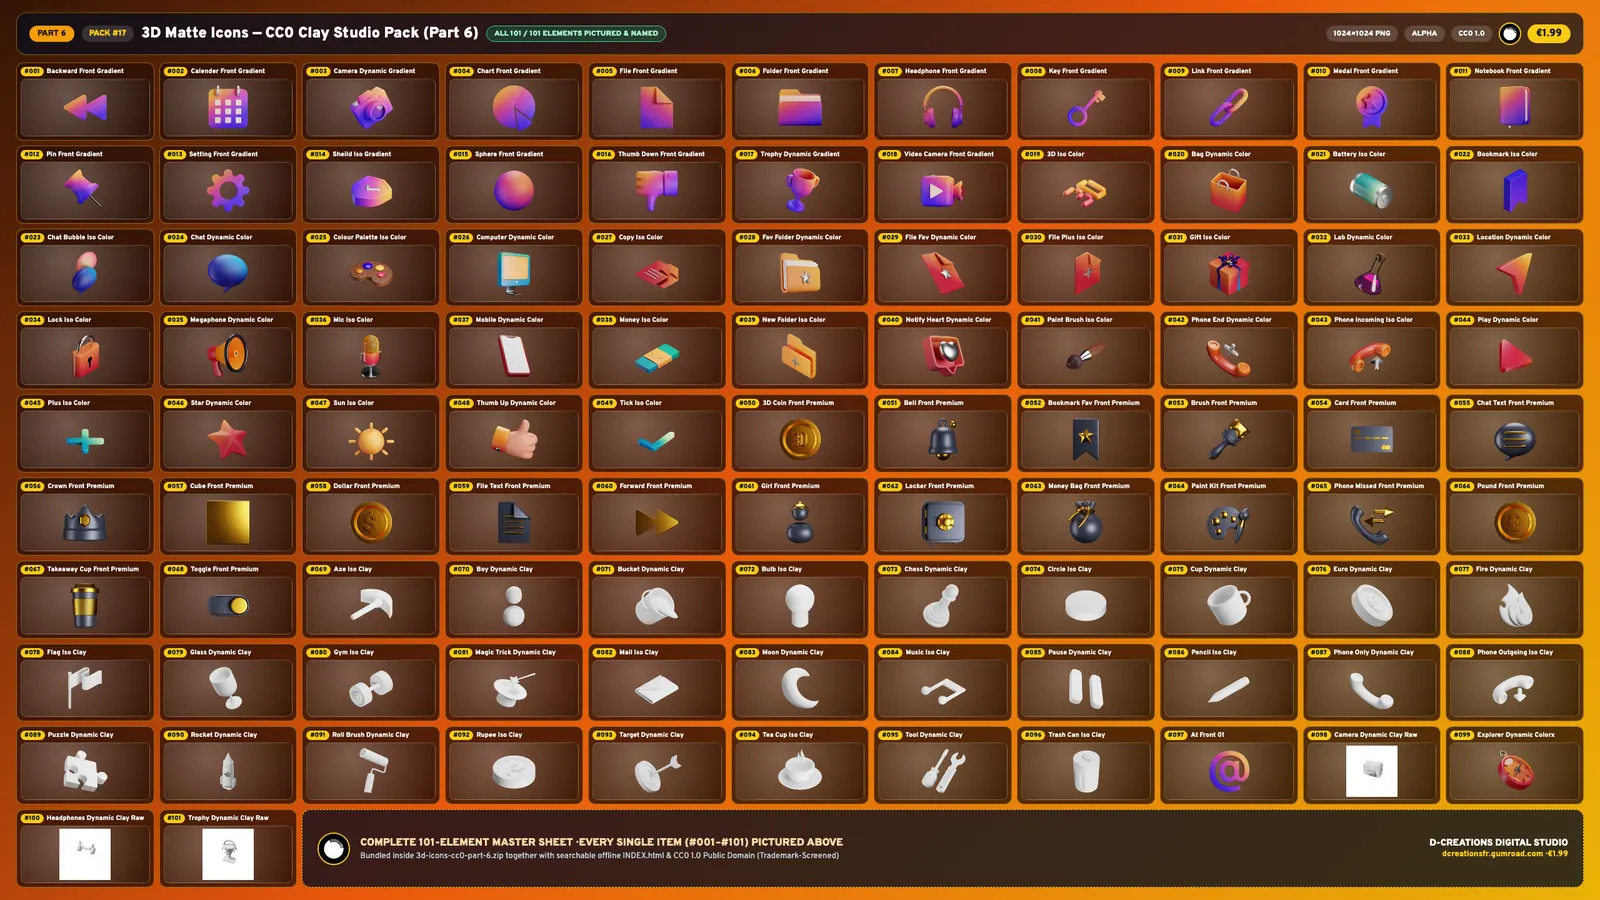 PART 6 PACK #17 3D Matte Icons – CC0 Clay Studio Pack (Part 6) ALL 101 / 101 ELEMENTS PICTURED & NAMED 1024×1024 PNG ALPHA CC0 1.0 €1.99
#001 Backward Front Gradient
#002 Calender Front Gradient
#003 Camera Dynamic Gradient
#004 Chart Front Gradient
#005 File Front Gradient
#006 Folder Front Gradient
#007 Headphone Front Gradient
#008 Key Front Gradient
#009 Link Front Gradient
#010 Medal Front Gradient
#011 Notebook Front Gradient
#012 Pin Front Gradient
#013 Setting Front Gradient
#014 Sheild Iso Gradient
#015 Sphere Front Gradient
#016 Thumb Down Front Gradient
#017 Trophy Dynamic Gradient
#018 Video Camera Front Gradient
#019 3D Iso Color
#020 Bag Dynamic Color
#021 Battery Iso Color
#022 Bookmark Iso Color
#023 Chat Bubble Iso Color
#024 Chat Dynamic Color
#025 Colour Palette Iso Color
#026 Computer Dynamic Color
#027 Copy Iso Color
#028 Fav Folder Dynamic Color
#029 File Fav Dynamic Color
#030 File Plus Iso Color
#031 Gift Iso Color
#032 Lab Dynamic Color
#033 Location Dynamic Color
#034 Lock Iso Color
#035 Megaphone Dynamic Color
#036 Mic Iso Color
#037 Mobile Dynamic Color
#038 Money Iso Color
#039 New Folder Iso Color
#040 Notify Heart Dynamic Color
#041 Paint Brush Iso Color
#042 Phone End Dynamic Color
#043 Phone Incoming Iso Color
#044 Play Dynamic Color
#045 Plus Iso Color
#046 Star Dynamic Color
#047 Sun Iso Color
#048 Thumb Up Dynamic Color
#049 Tick Iso Color
#050 3D Coin Front Premium
#051 Bell Front Premium
#052 Bookmark Fav Front Premium
#053 Brush Front Premium
#054 Card Front Premium
#055 Chat Text Front Premium
#056 Crown Front Premium
#057 Cube Front Premium
#058 Dollar Front Premium
#059 File Text Front Premium
#060 Forward Front Premium
#061 Girl Front Premium
#062 Locker Front Premium
#063 Money Bag Front Premium
#064 Paint Kit Front Premium
#065 Phone Missed Front Premium
#066 Pound Front Premium
#067 Takeaway Cup Front Premium
#068 Toggle Front Premium
#069 Axe Iso Clay
#070 Boy Dynamic Clay
#071 Bucket Dynamic Clay
#072 Bulb Iso Clay
#073 Chess Dynamic Clay
#074 Circle Iso Clay
#075 Cup Dynamic Clay
#076 Euro Dynamic Clay
#077 Fire Dynamic Clay
#078 Flag Iso Clay
#079 Glass Dynamic Clay
#080 Gym Iso Clay
#081 Magic Trick Dynamic Clay
#082 Mail Iso Clay
#083 Moon Dynamic Clay
#084 Music Iso Clay
#085 Pause Dynamic Clay
#086 Pencil Iso Clay
#087 Phone Only Dynamic Clay
#088 Phone Outgoing Iso Clay
#089 Puzzle Dynamic Clay
#090 Rocket Dynamic Clay
#091 Roll Brush Dynamic Clay
#092 Rupee Iso Clay
#093 Target Dynamic Clay
#094 Tea Cup Iso Clay
#095 Tool Dynamic Clay
#096 Trash Can Iso Clay
#097 At Front 01
#098 Camera Dynamic Clay Raw
#099 Explorer Dynamic Colorx
#100 Headphones Dynamic Clay Raw
#101 Trophy Dynamic Clay Raw
COMPLETE 101-ELEMENT MASTER SHEET · EVERY SINGLE ITEM (#001–#101) PICTURED ABOVE
Bundled inside 3d-icons-cc0-part-6.zip together with searchable offline INDEX.html & CC0 1.0 Public Domain (Trademark-Screened)
D-CREATIONS DIGITAL STUDIO
dcreationsfr.gumroad.com · €1.99